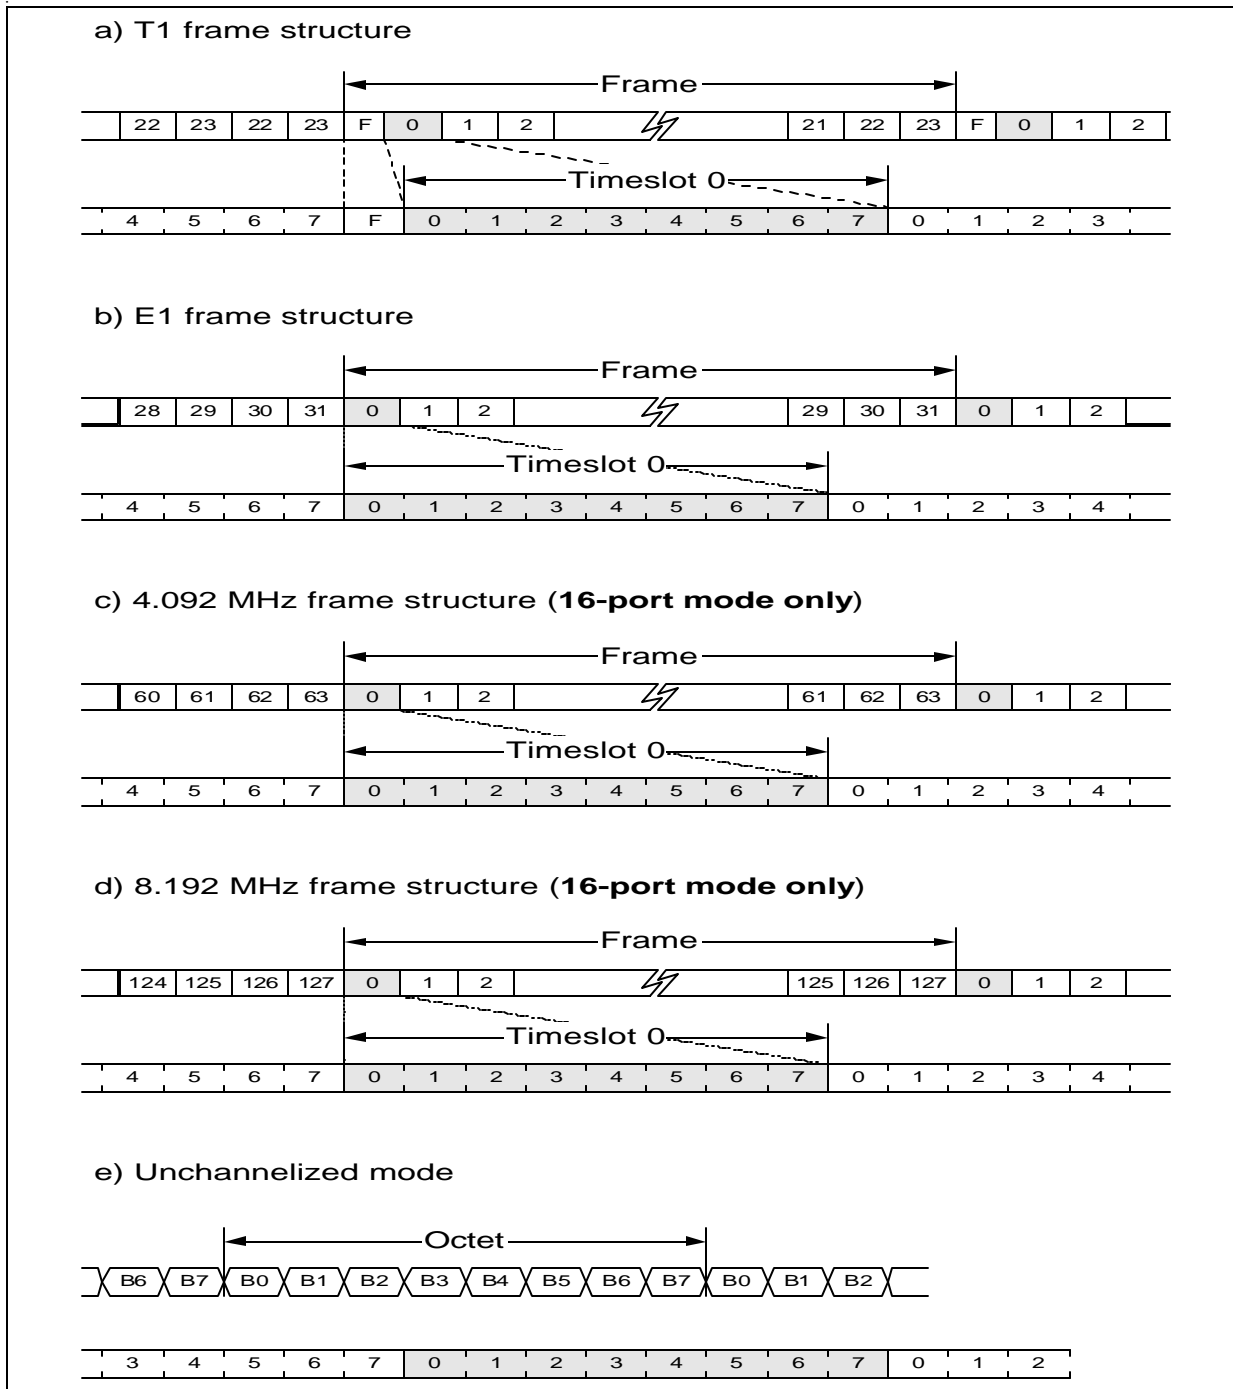 a) T1 frame structure
Frame
22 23 22 23 F 0 1 2 21 22 23 F 0 1 2
Timeslot 0
4 5 6 7 F 0 1 2 3 4 5 6 7 0 1 2 3
b) E1 frame structure
Frame
28 29 30 31 0 1 2 29 30 31 0 1 2
Timeslot 0
4 5 6 7 0 1 2 3 4 5 6 7 0 1 2 3 4
c) 4.092 MHz frame structure (16-port mode only)
Frame
60 61 62 63 0 1 2 61 62 63 0 1 2
Timeslot 0
4 5 6 7 0 1 2 3 4 5 6 7 0 1 2 3 4
d) 8.192 MHz frame structure (16-port mode only)
Frame
124 125 126 127 0 1 2 125 126 127 0 1 2
Timeslot 0
4 5 6 7 0 1 2 3 4 5 6 7 0 1 2 3 4
e) Unchannelized mode
Octet
B6 B7 B0 B1 B2 B3 B4 B5 B6 B7 B0 B1 B2
3 4 5 6 7 0 1 2 3 4 5 6 7 0 1 2